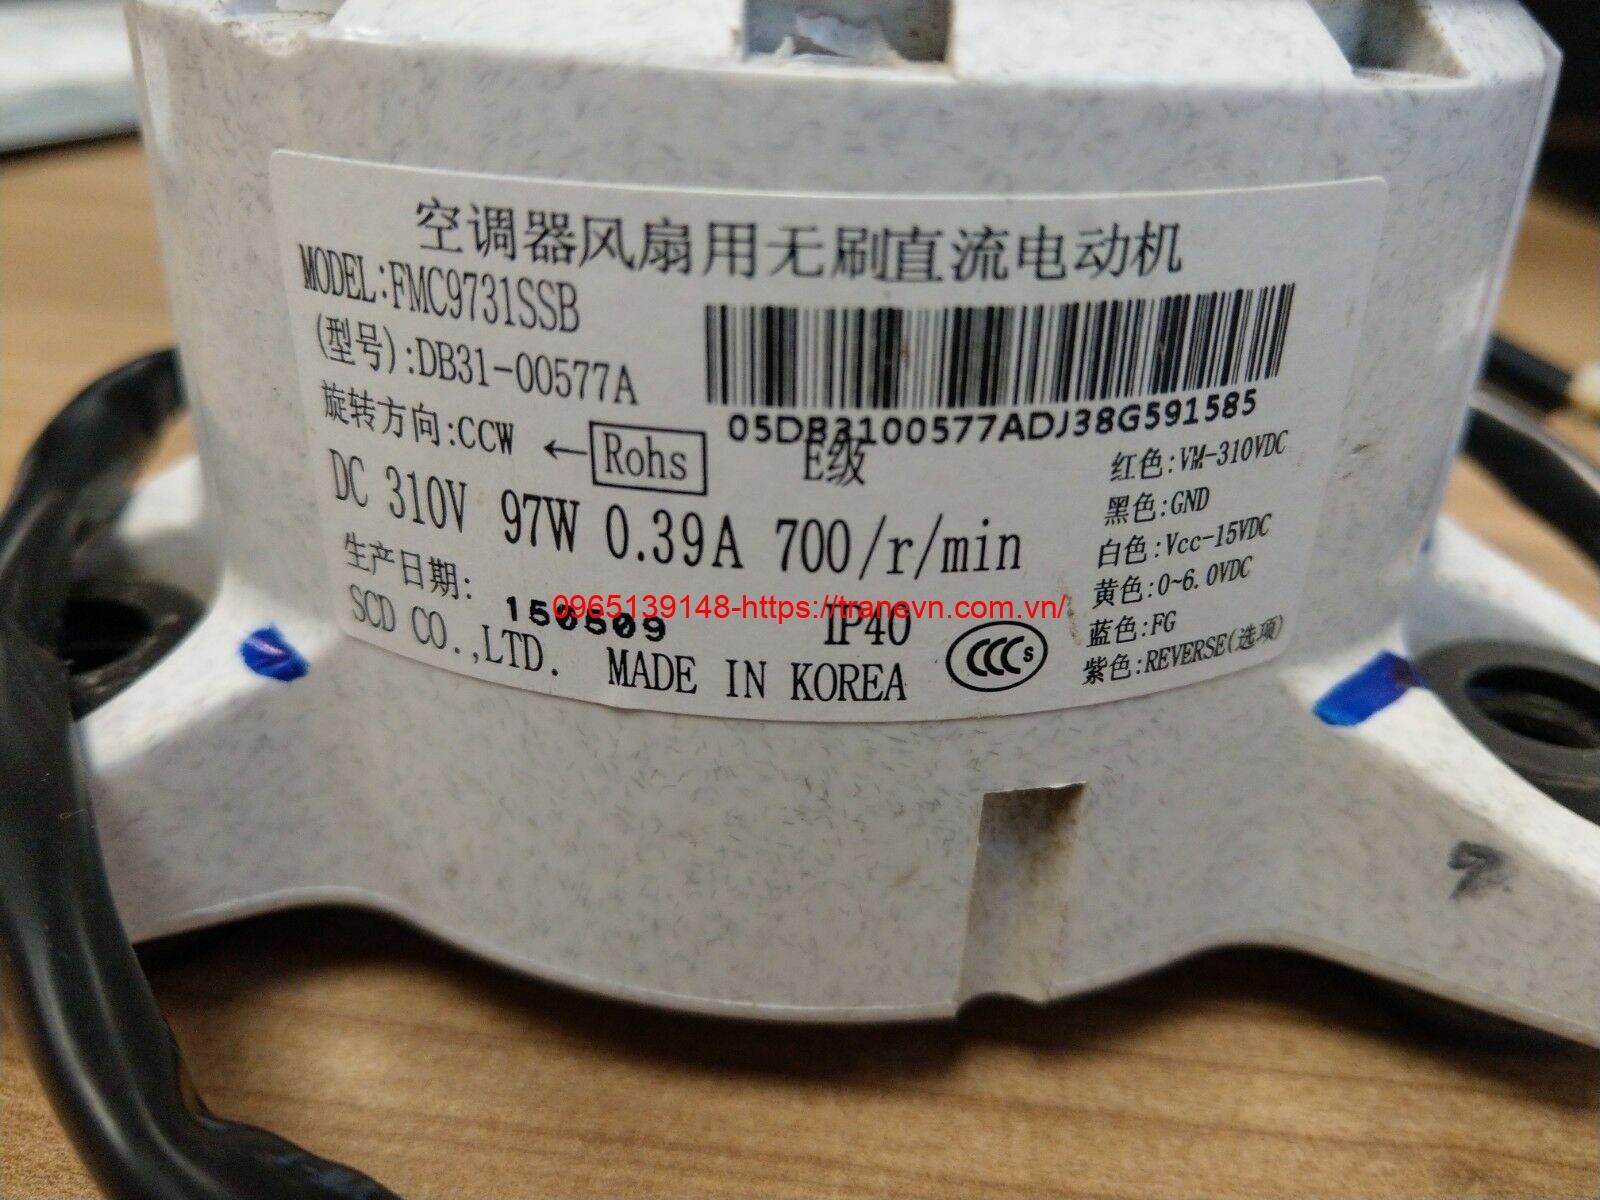 空调器风扇用无刷直流电动机
MODEL:FMC9731SSB
(型号):DB31-00577A
05DB3100577ADJ38G591585
旋转方向:CCW ← Rohs E级
DC 310V 97W 0.39A 700/r/min
生产日期: 150509 IP40
SCD CO.,LTD. MADE IN KOREA
CCC S
红色:VM-310VDC
黑色:GND
白色:Vcc-15VDC
黄色:0~6.0VDC
蓝色:FG
紫色:REVERSE(选项)
0965139148-https://tranevn.com.vn/
7